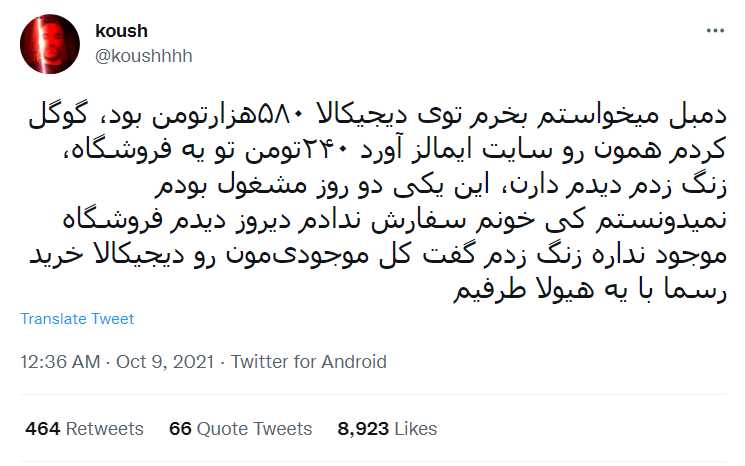 koush
@koushhhh
دمبل میخواستم بخرم توی دیجیکالا ۵۸۰هزارتومن بود، گوگل
کردم همون رو سایت ایمالز آورد ۲۴۰تومن تو یه فروشگاه،
زنگ زدم دیدم دارن، این یکی دو روز مشغول بودم
نمیدونستم کی خونم سفارش ندادم دیروز دیدم فروشگاه
موجود نداره زنگ زدم گفت کل موجودی‌مون رو دیجیکالا خرید
رسما با یه هیولا طرفیم
Translate Tweet
12:36 AM · Oct 9, 2021 · Twitter for Android
464 Retweets 66 Quote Tweets 8,923 Likes